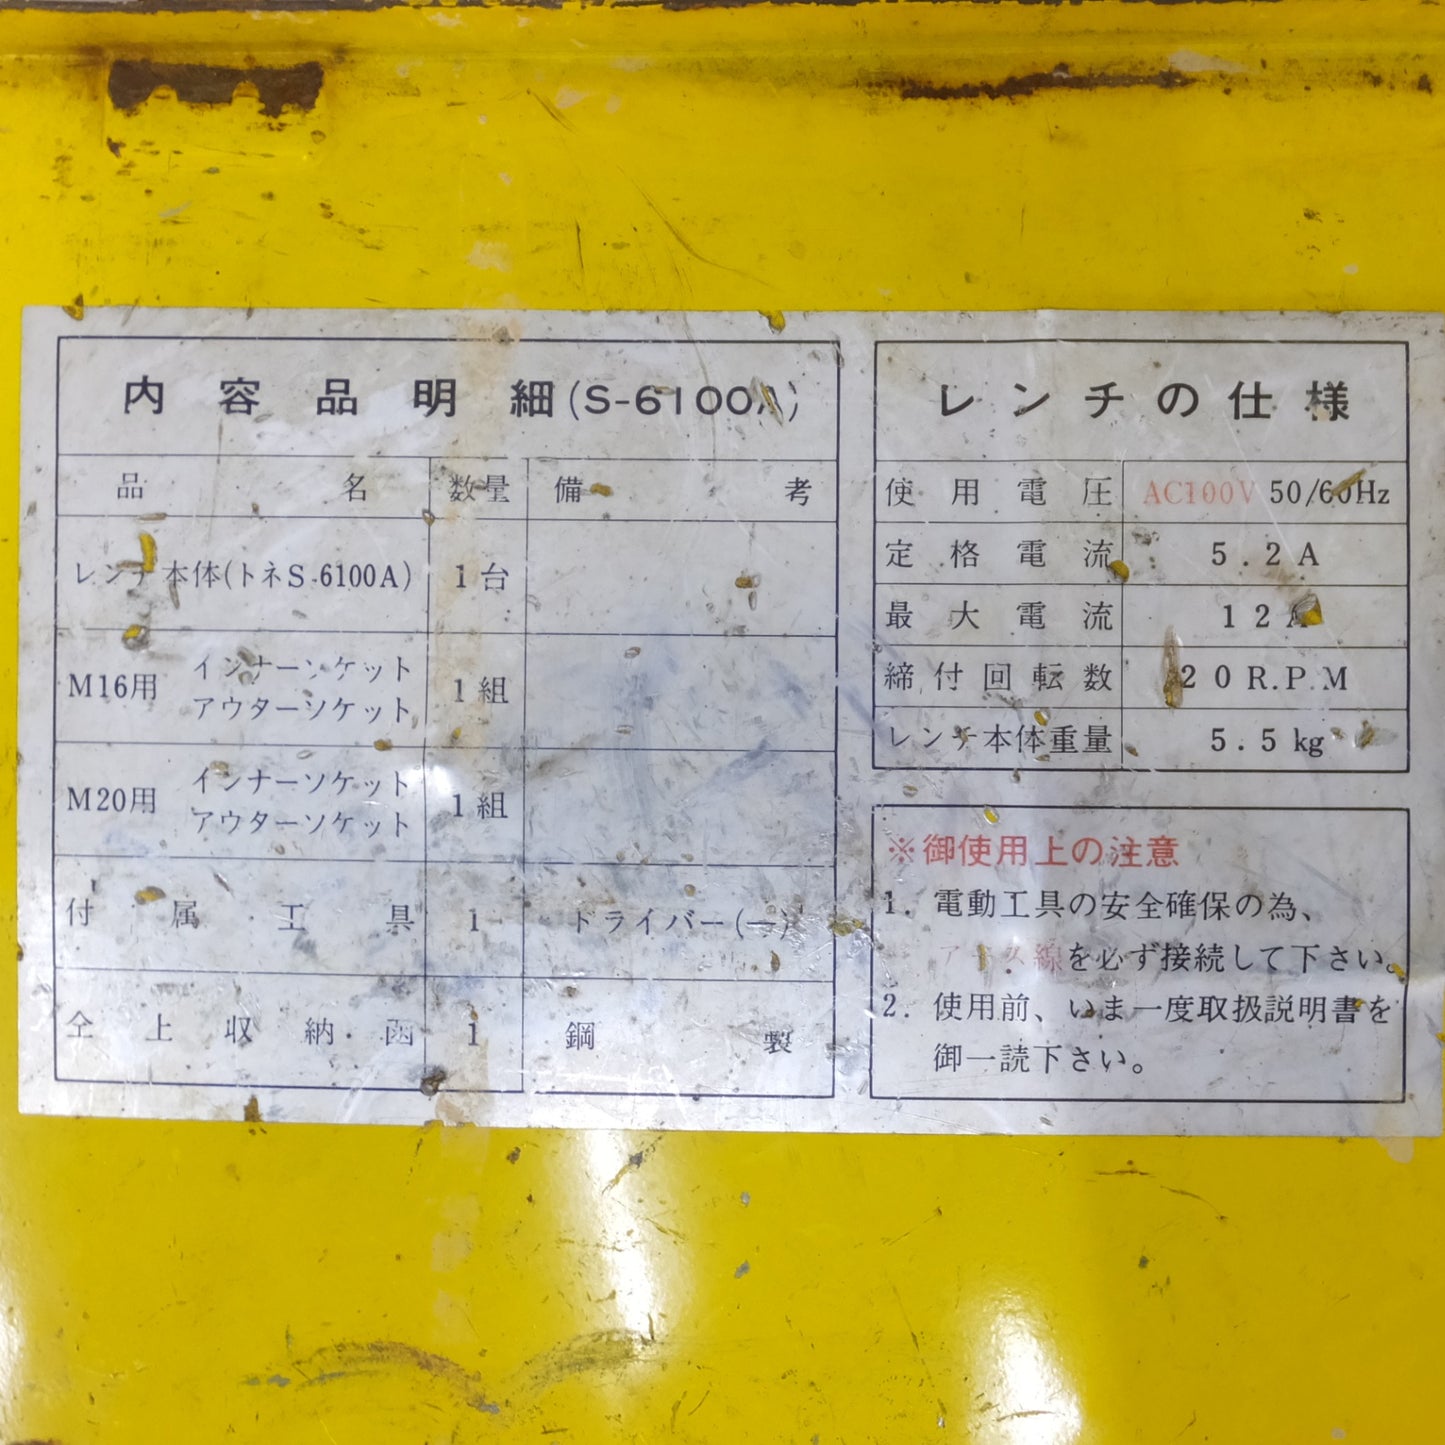 内容品明細(S-6100A)
品名 数量 備考
レンチ本体(トネS-6100A) 1台
M16用 インナーソケット
アウターソケット 1組
M20用 インナーソケット
アウターソケット 1組
付属工具 1 ドライバー(一)
仝上収納函 1 鋼製
レンチの仕様
使用電圧 AC100V 50/60Hz
定格電流 5.2A
最大電流 12A
締付回転数 20R.P.M
レンチ本体重量 5.5kg
※御使用上の注意
1. 電動工具の安全確保の為、
アース線を必ず接続して下さい。
2. 使用前、いま一度取扱説明書を
御一読下さい。